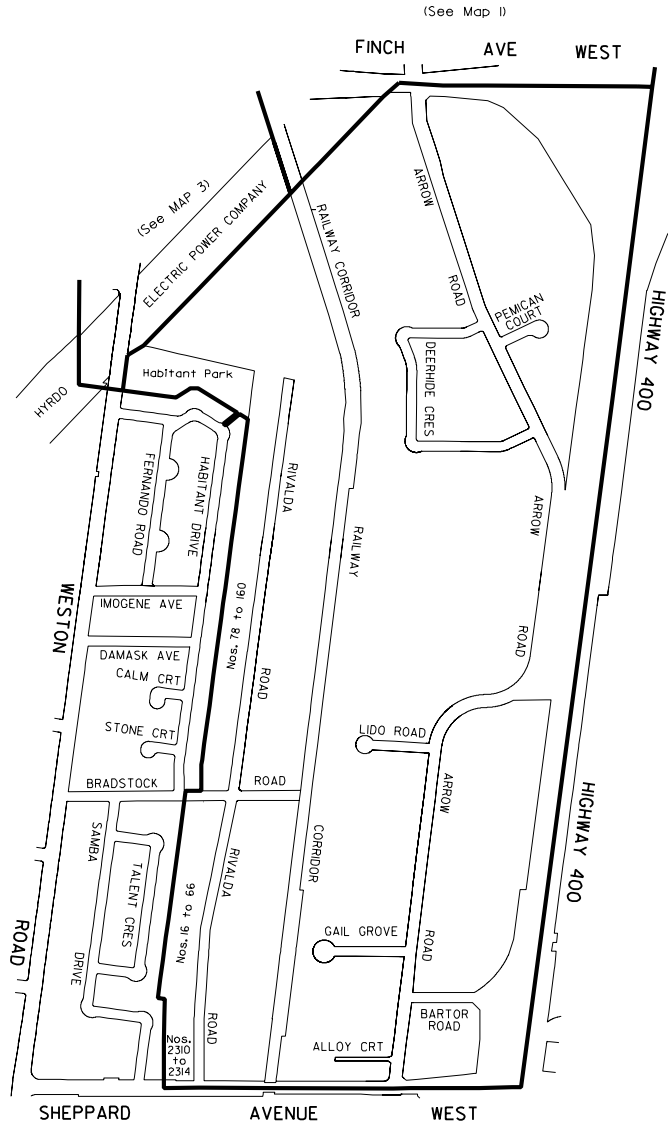 (See Map 1)
FINCH AVE WEST
(See MAP 3)
ELECTRIC POWER COMPANY
RAILWAY CORRIDOR
ARROW
ROAD
PEMICAN
COURT
HIGHWAY 400
DEERHIDE CRES
Habitant Park
HYRDO
FERNANDO ROAD
HABITANT DRIVE
RIVALDA
RAILWAY
ARROW
ROAD
IMOGENE AVE
WESTON
Nos. 78 to 160
ROAD
DAMASK AVE
CALM CRT
STONE CRT
LIDO ROAD
BRADSTOCK ROAD
ARROW
HIGHWAY 400
SAMBA
RIVALDA
CORRIDOR
TALENT CRES
Nos. 91 to 99
GAIL GROVE
ROAD
ROAD
DRIVE
ROAD
BARTOR
ROAD
Nos.
2310
to
2314
ALLOY CRT
SHEPPARD AVENUE WEST